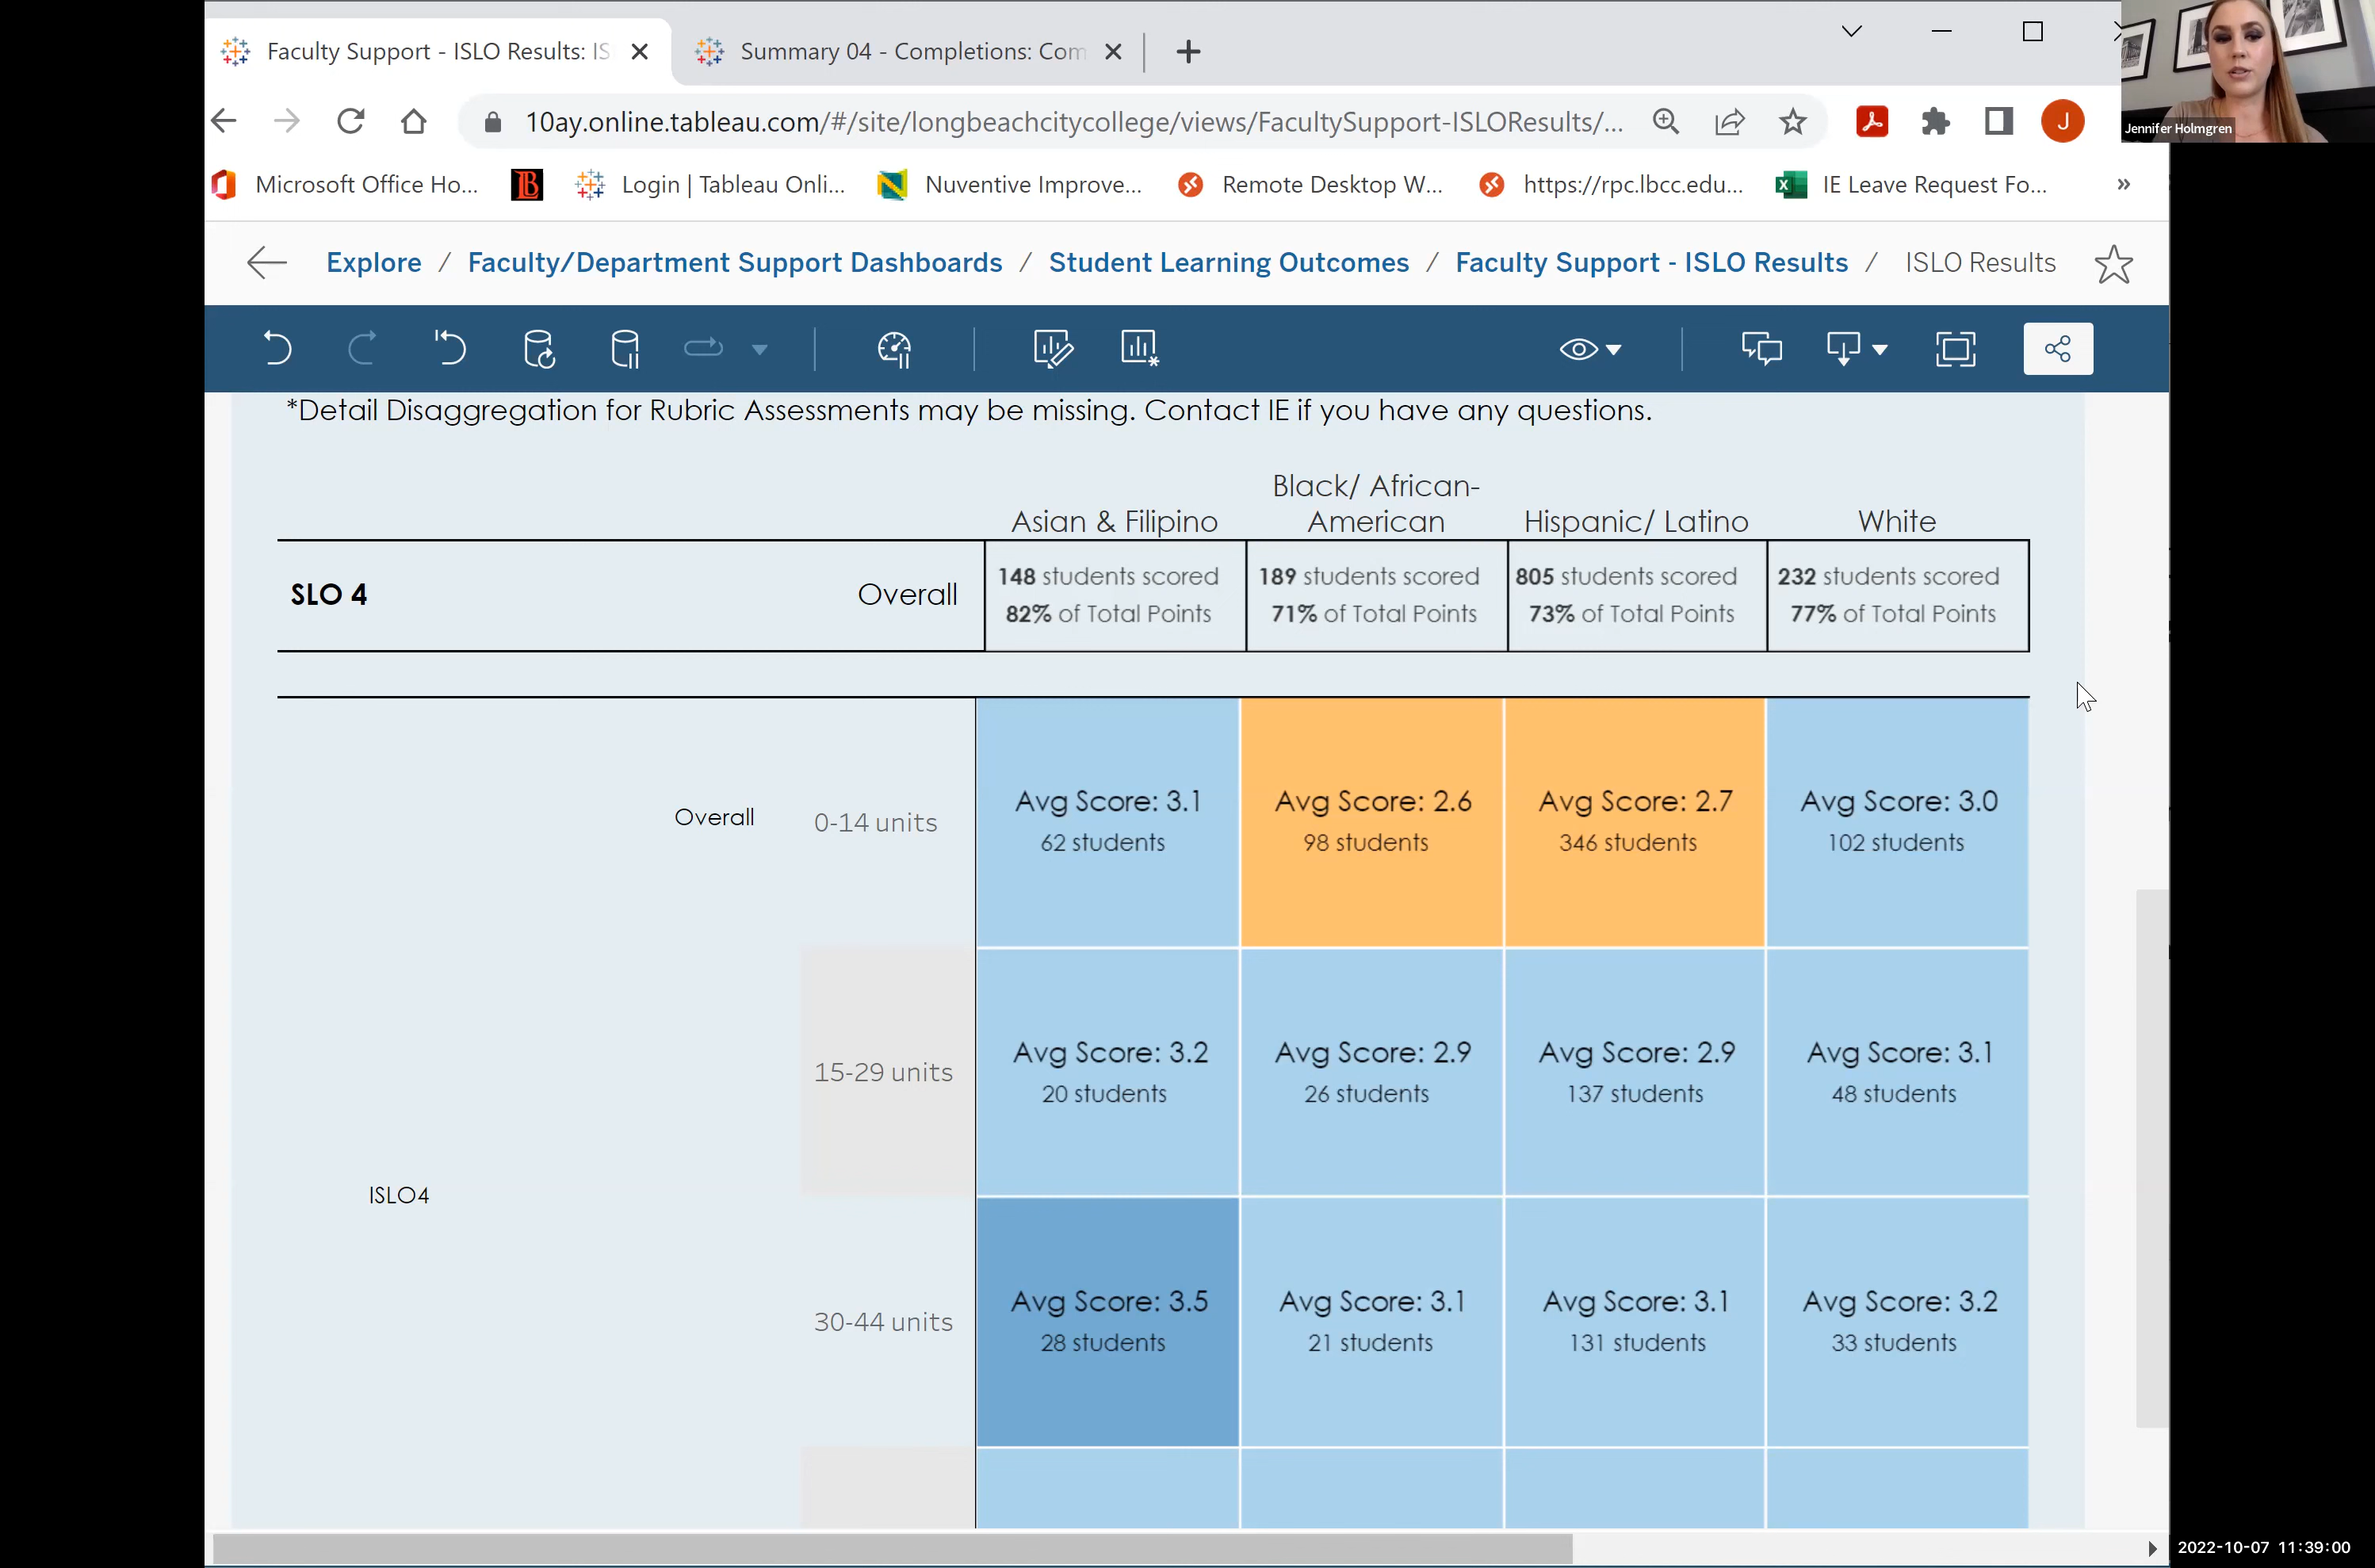 Faculty Support - ISLO Results: IS
Summary 04 - Completions: Com
10ay.online.tableau.com/#/site/longbeachcitycollege/views/FacultySupport-ISLOResults/...
J
Jennifer Holmgren
Microsoft Office Ho...
Login | Tableau Onli...
Nuventive Improve...
Remote Desktop W...
https://rpc.lbcc.edu...
IE Leave Request Fo...
»
Explore / Faculty/Department Support Dashboards / Student Learning Outcomes / Faculty Support - ISLO Results / ISLO Results
*Detail Disaggregation for Rubric Assessments may be missing. Contact IE if you have any questions.
Asian & Filipino
Black/ African-
American
Hispanic/ Latino
White
SLO 4
Overall
148 students scored
82% of Total Points
189 students scored
71% of Total Points
805 students scored
73% of Total Points
232 students scored
77% of Total Points
ISLO4
Overall
0-14 units
Avg Score: 3.1
62 students
Avg Score: 2.6
98 students
Avg Score: 2.7
346 students
Avg Score: 3.0
102 students
15-29 units
Avg Score: 3.2
20 students
Avg Score: 2.9
26 students
Avg Score: 2.9
137 students
Avg Score: 3.1
48 students
30-44 units
Avg Score: 3.5
28 students
Avg Score: 3.1
21 students
Avg Score: 3.1
131 students
Avg Score: 3.2
33 students
2022-10-07 11:39:00